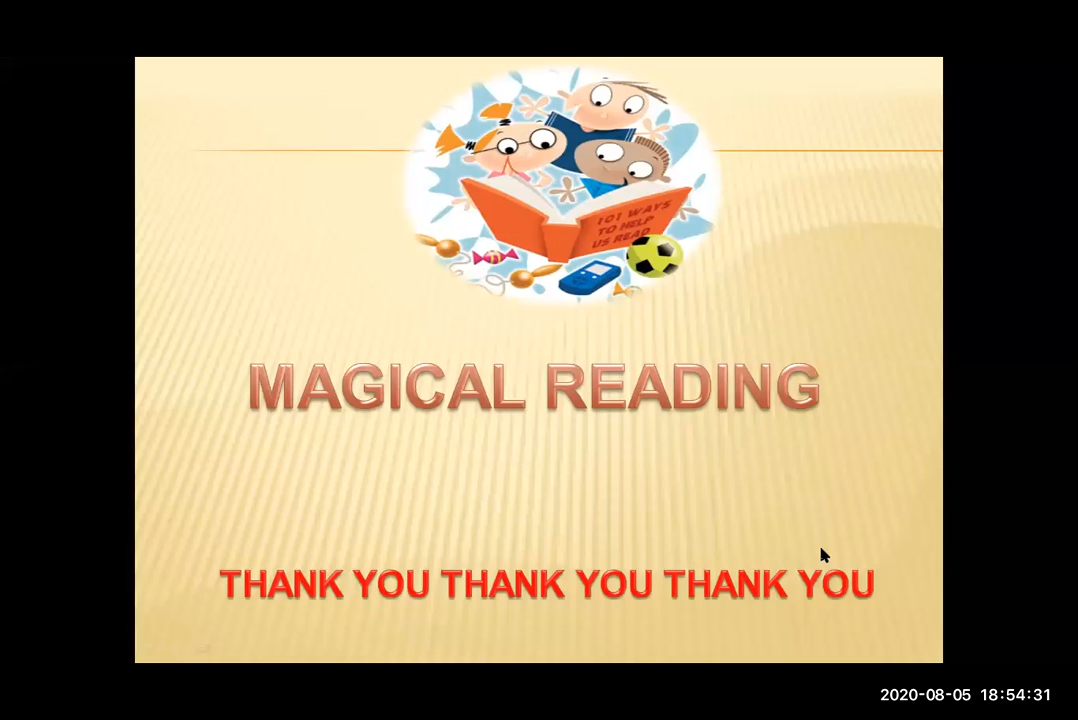 101 WAYS
TO HELP
US READ
MAGICAL READING
THANK YOU THANK YOU THANK YOU
2020-08-05 18:54:31